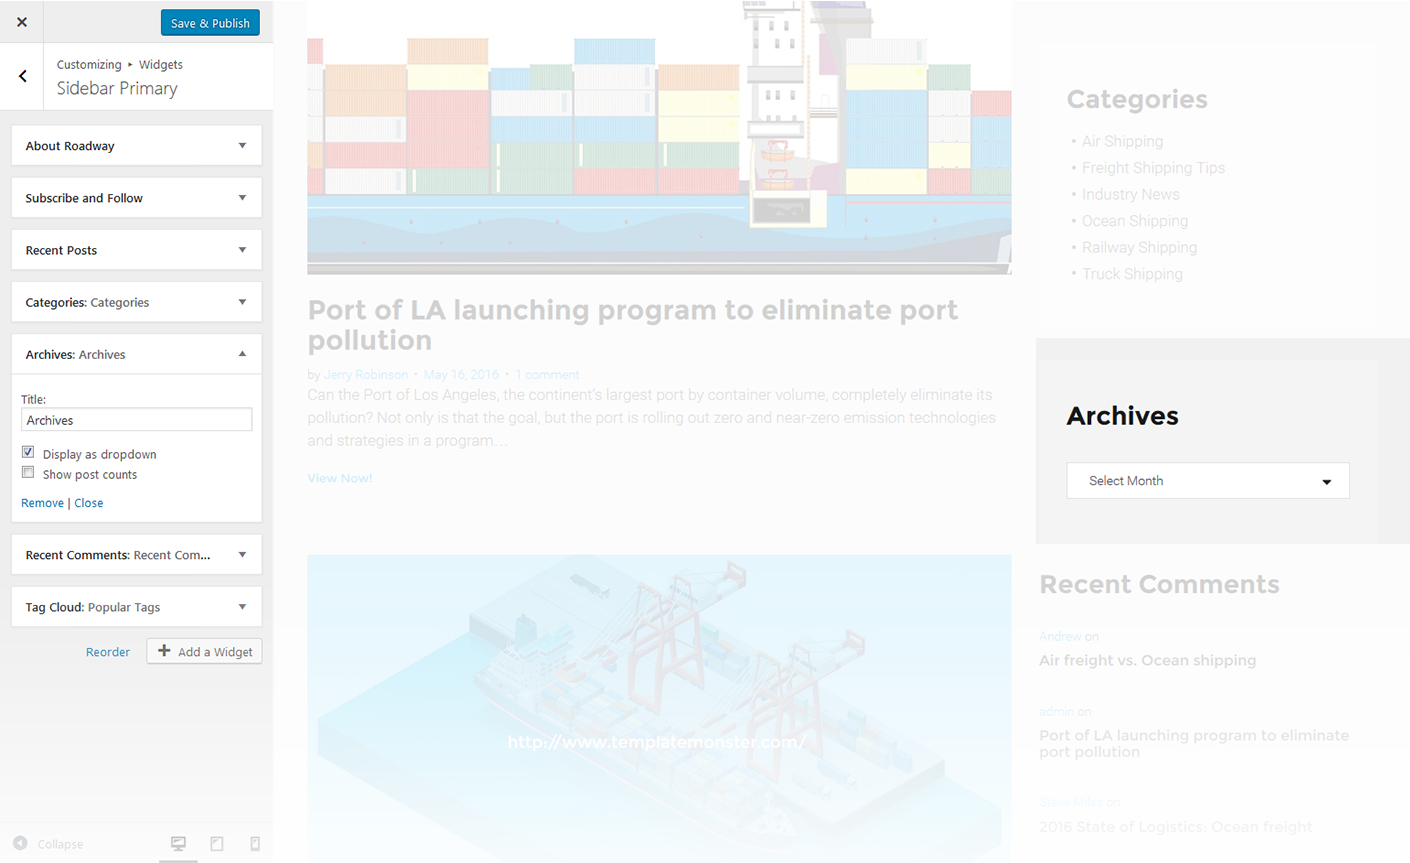 Save & Publish
Customizing ▸ Widgets
Sidebar Primary
About Roadway
Subscribe and Follow
Recent Posts
Categories: Categories
Archives: Archives
Title:
Archives
Display as dropdown
Show post counts
Remove | Close
Recent Comments: Recent Com...
Tag Cloud: Popular Tags
Reorder
Add a Widget
Collapse
Port of LA launching program to eliminate port
pollution
by Jerry Robinson • May 16, 2016 • 1 comment
Can the Port of Los Angeles, the continent's largest port by container volume, completely eliminate its
pollution? Not only is that the goal, but the port is rolling out zero and near-zero emission technologies
and strategies in a program…
View Now!
http://www.templatemonster.com/
Categories
• Air Shipping
• Freight Shipping Tips
• Industry News
• Ocean Shipping
• Railway Shipping
• Truck Shipping
Archives
Select Month
Recent Comments
Andrew on
Air freight vs. Ocean shipping
admin on
Port of LA launching program to eliminate
port pollution
Steve Miles on
2016 State of Logistics: Ocean freight